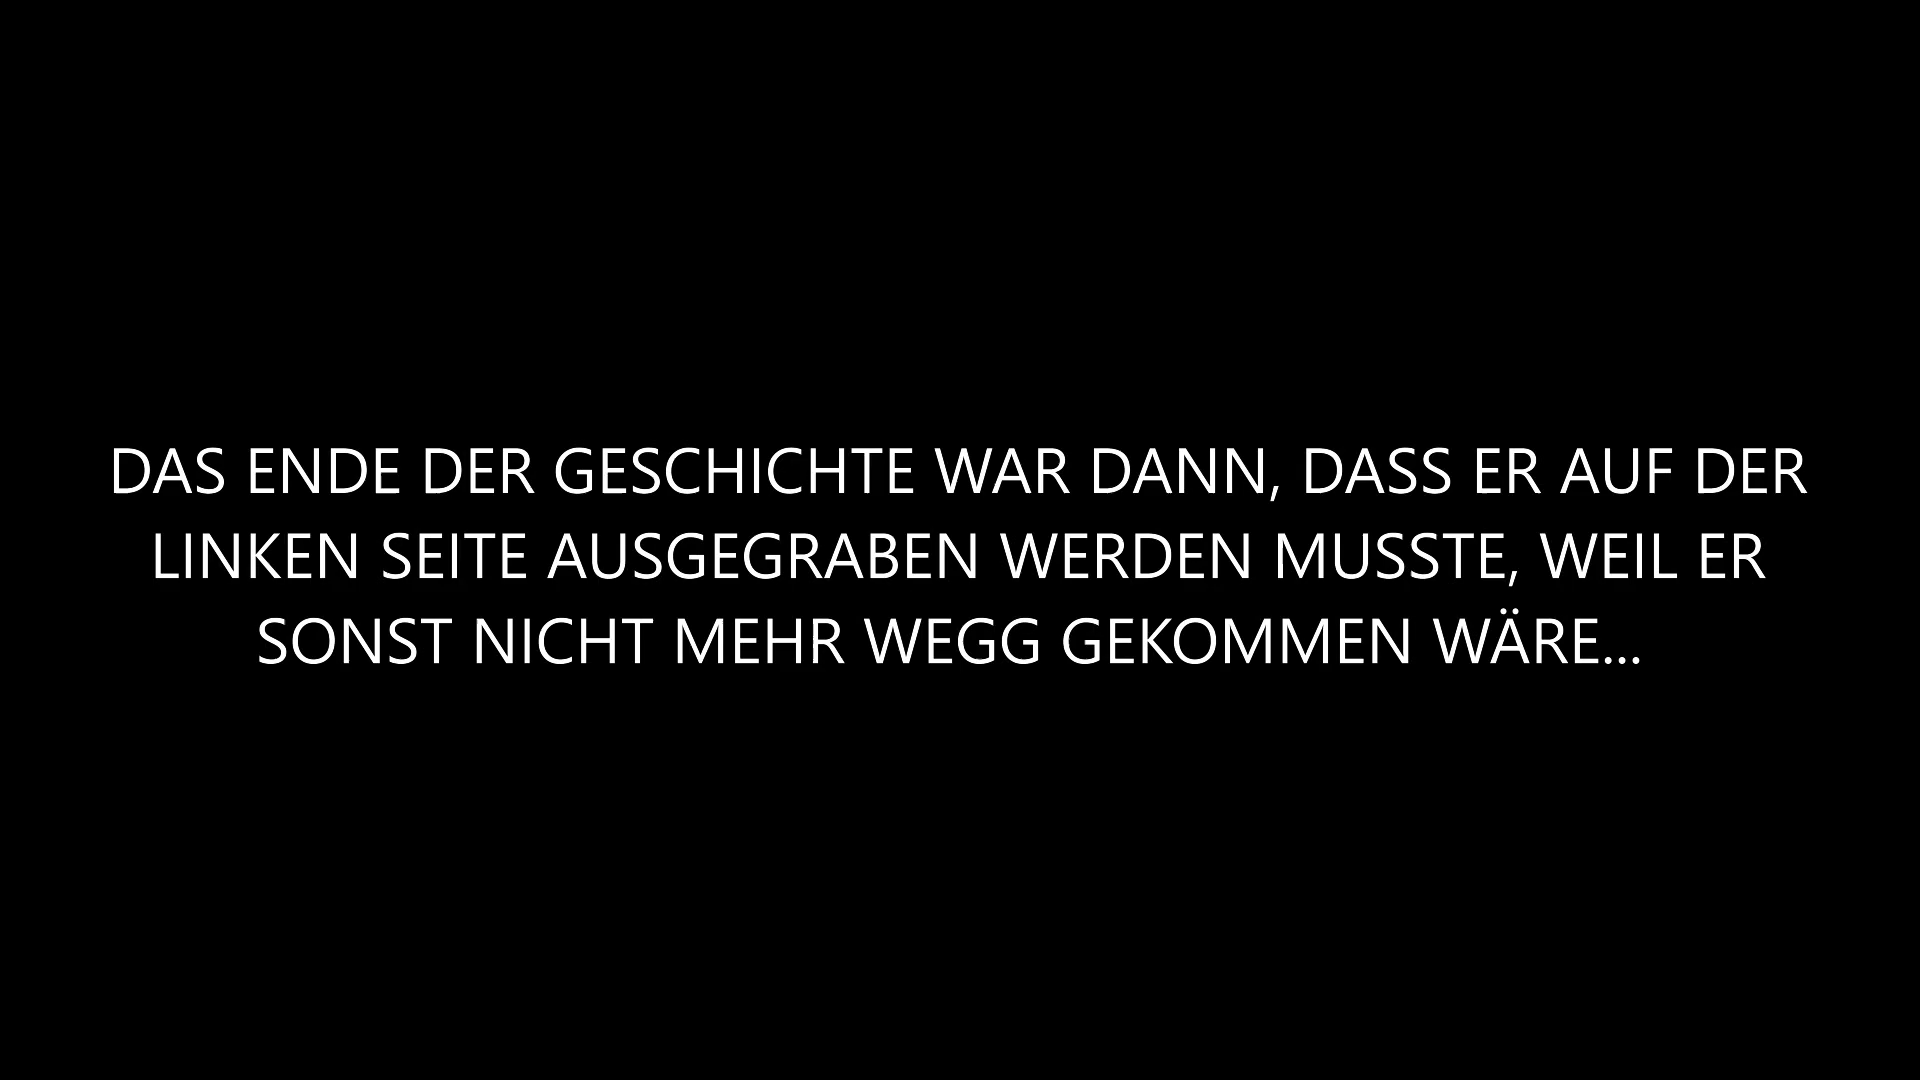 DAS ENDE DER GESCHICHTE WAR DANN, DASS ER AUF DER
LINKEN SEITE AUSGEGRABEN WERDEN MUSSTE, WEIL ER
SONST NICHT MEHR WEGG GEKOMMEN WÄRE...